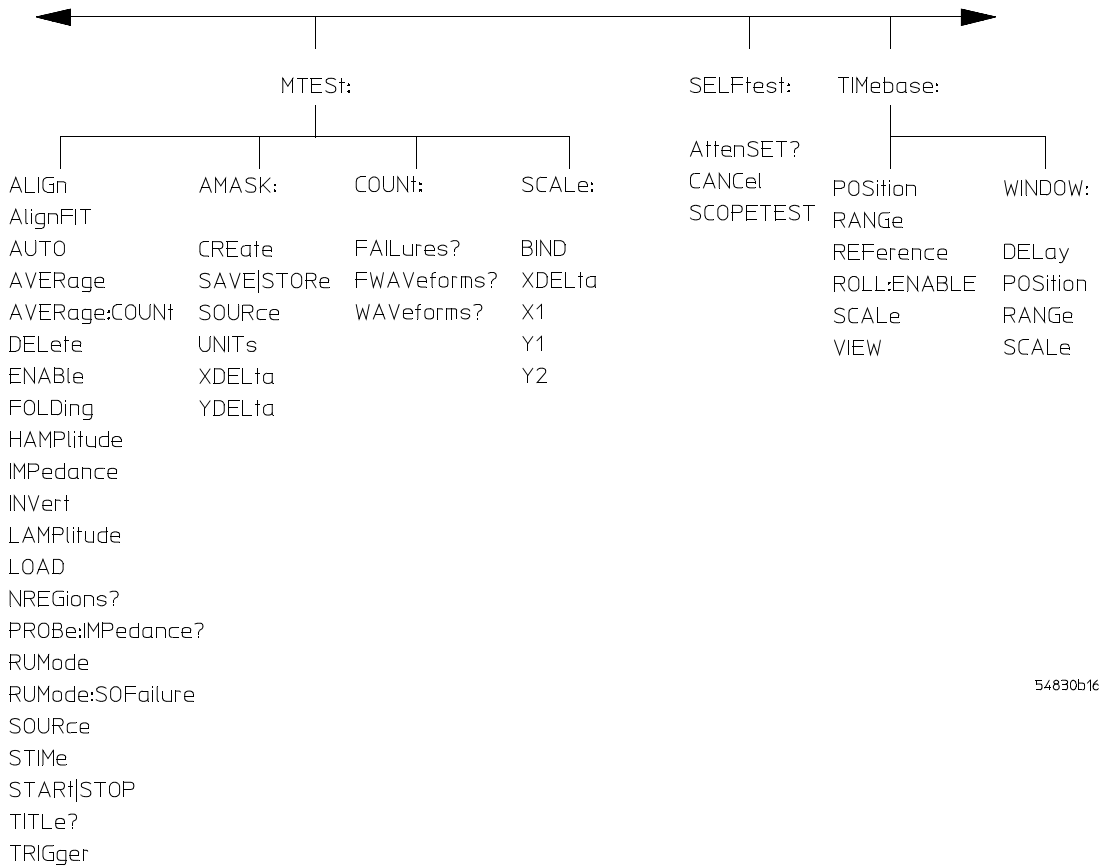 MTESt:
SELFtest:
TIMebase:
ALIGn
AlignFIT
AUTO
AVERage
AVERage:COUNt
DELete
ENABle
FOLDing
HAMPlitude
IMPedance
INVert
LAMPlitude
LOAD
NREGions?
PROBe:IMPedance?
RUMode
RUMode:SOFailure
SOURce
STIMe
STARt|STOP
TITLe?
TRIGger
AMASK:
CREate
SAVE|STORe
SOURce
UNITs
XDELta
YDELta
COUNt:
FAILures?
FWAVeforms?
WAVeforms?
SCALe:
BIND
XDELta
X1
Y1
Y2
AttenSET?
CANCel
SCOPETEST
POSition
RANGe
REFerence
ROLL:ENABLE
SCALe
VIEW
WINDOW:
DELay
POSition
RANGe
SCALe
54830b16